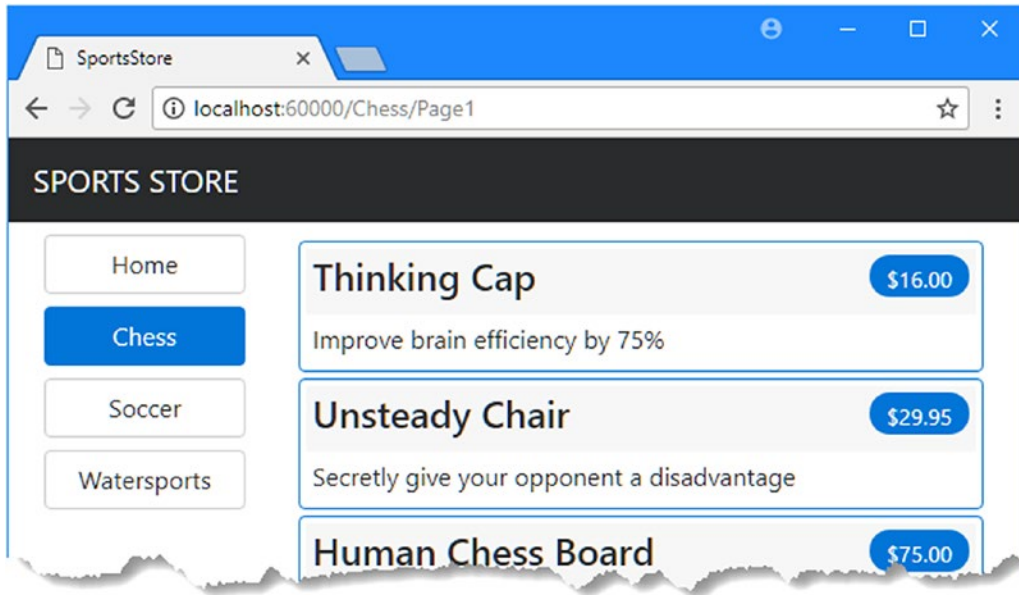 SportsStore
localhost:60000/Chess/Page1
SPORTS STORE
Home
Chess
Soccer
Watersports
Thinking Cap
$16.00
Improve brain efficiency by 75%
Unsteady Chair
$29.95
Secretly give your opponent a disadvantage
Human Chess Board
$75.00